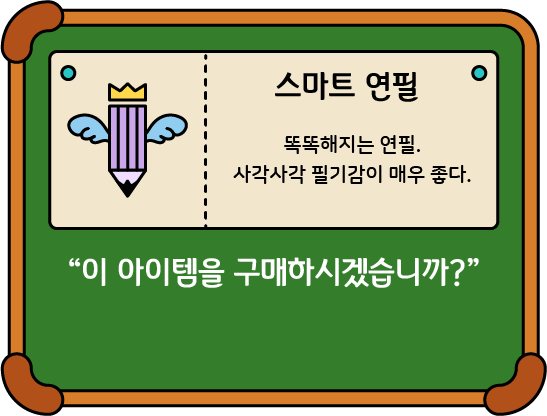 스마트 연필
똑똑해지는 연필.
사각사각 필기감이 매우 좋다.
“이 아이템을 구매하시겠습니까?”